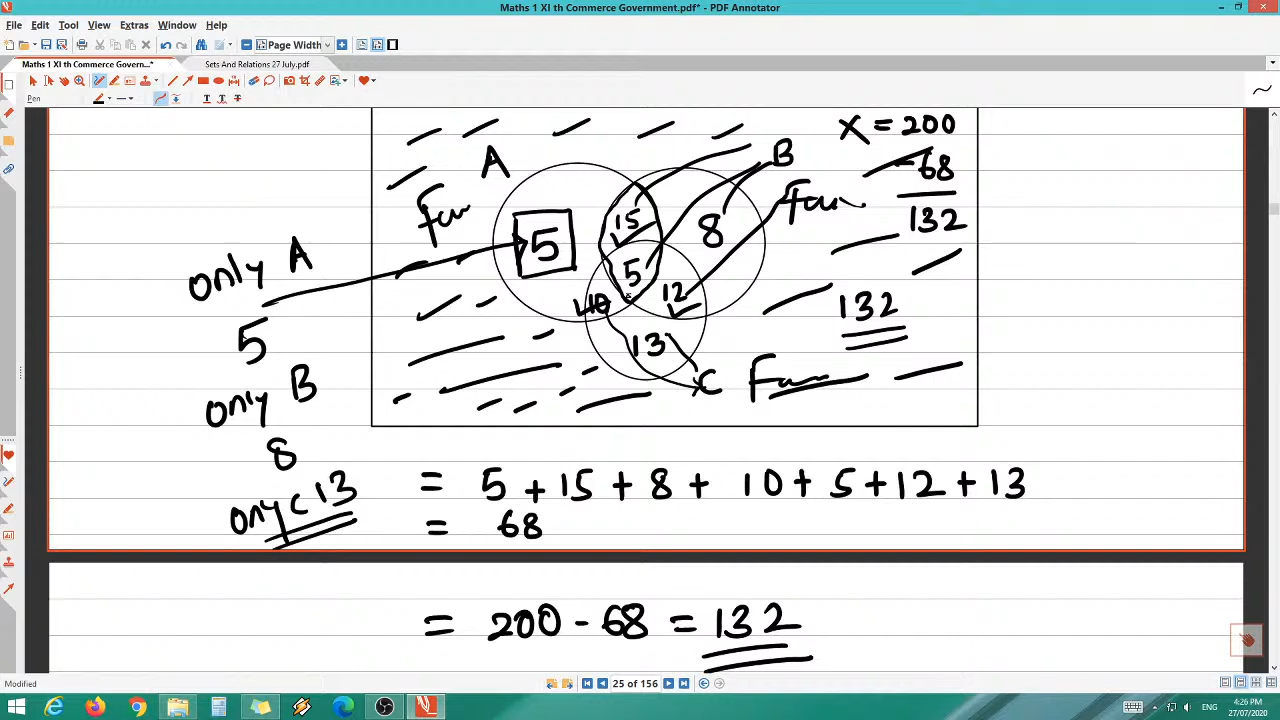 Maths 1 XI th Commerce Government.pdf* - PDF Annotator
File Edit Tool View Extras Window Help
Page Width
Maths 1 XI th Commerce Govern...* Sets And Relations 27 July.pdf
Pen
X = 200
- 68
132
A
B
15
5
8
5
12
10
13
C
132
only A
5
only B
8
only C 13
= 5 + 15 + 8 + 10 + 5 + 12 + 13
= 68
= 200 - 68 = 132
Modified
25 of 156
ENG
4:26 PM
27/07/2020